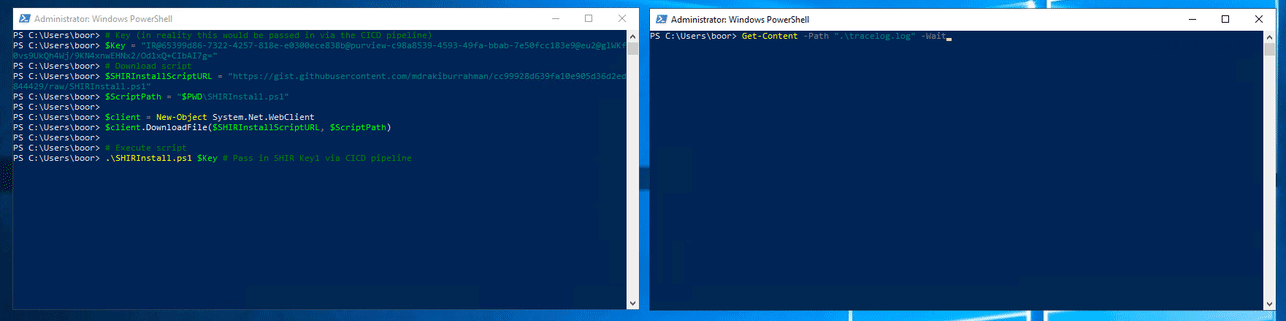 Administrator: Windows PowerShell
PS C:\Users\boor> # Key (in reality this would be passed in via the CICD pipeline)
PS C:\Users\boor> $Key = "IR@65399d86-7322-4257-818e-e0300ece838b@purview-c98a8539-4593-49fa-bbab-7e50fcc183e9@eu2@glWKf
0vs9UkQh4Wj/9KN4xnwEHNx2/Od1xQ+CIbAI7g="
PS C:\Users\boor> # Download script
PS C:\Users\boor> $SHIRInstallScriptURL = "https://gist.githubusercontent.com/mdrakiburrahman/cc99928d639fa10e905d36d2ed
844429/raw/SHIRInstall.ps1"
PS C:\Users\boor> $ScriptPath = "$PWD\SHIRInstall.ps1"
PS C:\Users\boor>
PS C:\Users\boor> $client = New-Object System.Net.WebClient
PS C:\Users\boor> $client.DownloadFile($SHIRInstallScriptURL, $ScriptPath)
PS C:\Users\boor>
PS C:\Users\boor> # Execute script
PS C:\Users\boor> .\SHIRInstall.ps1 $Key # Pass in SHIR Key1 via CICD pipeline
Administrator: Windows PowerShell
PS C:\Users\boor> Get-Content -Path ".\tracelog.log" -Wait